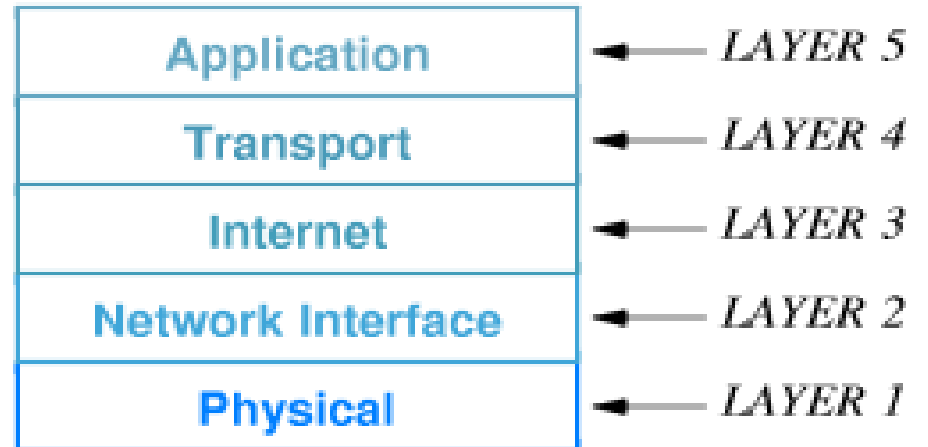 Application LAYER 5
Transport LAYER 4
Internet LAYER 3
Network Interface LAYER 2
Physical LAYER 1